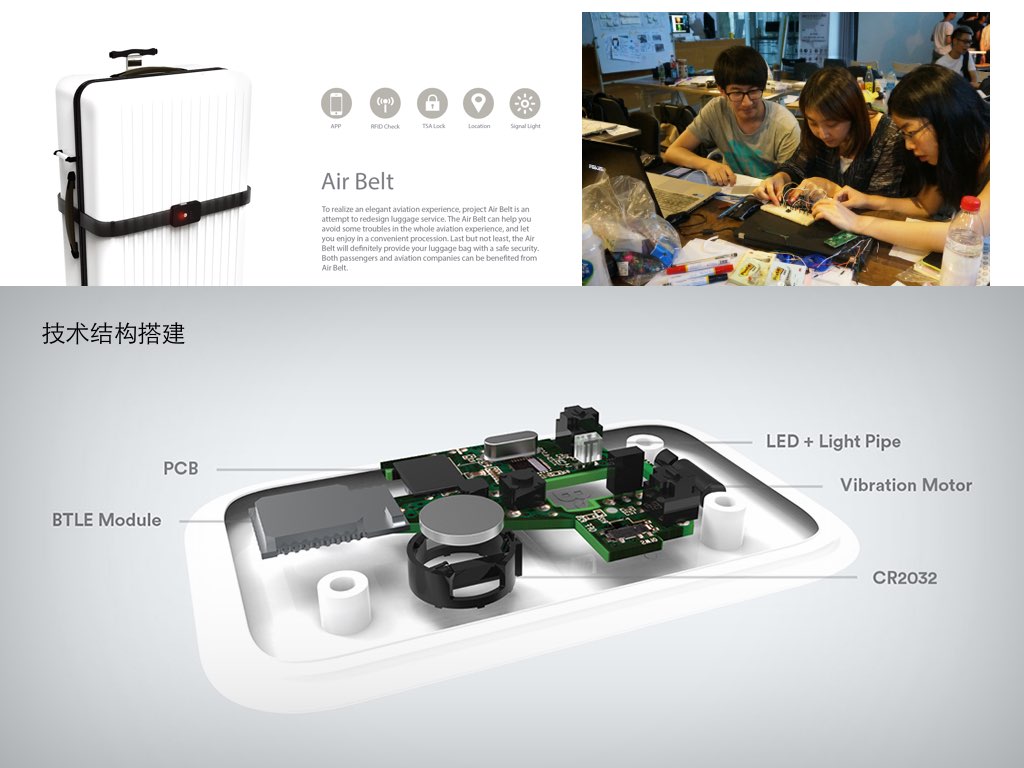 APP
RFID Check
TSA Lock
Location
Signal Light
Air Belt
To realize an elegant aviation experience, project Air Belt is an
attempt to redesign luggage service. The Air Belt can help you
avoid some troubles in the whole aviation experience, and let
you enjoy in a convenient procession. Last but not least, the Air
Belt will definitely provide your luggage bag with a safe security.
Both passengers and aviation companies can be benefited from
Air Belt.
技术结构搭建
LED + Light Pipe
PCB
Vibration Motor
BTLE Module
CR2032